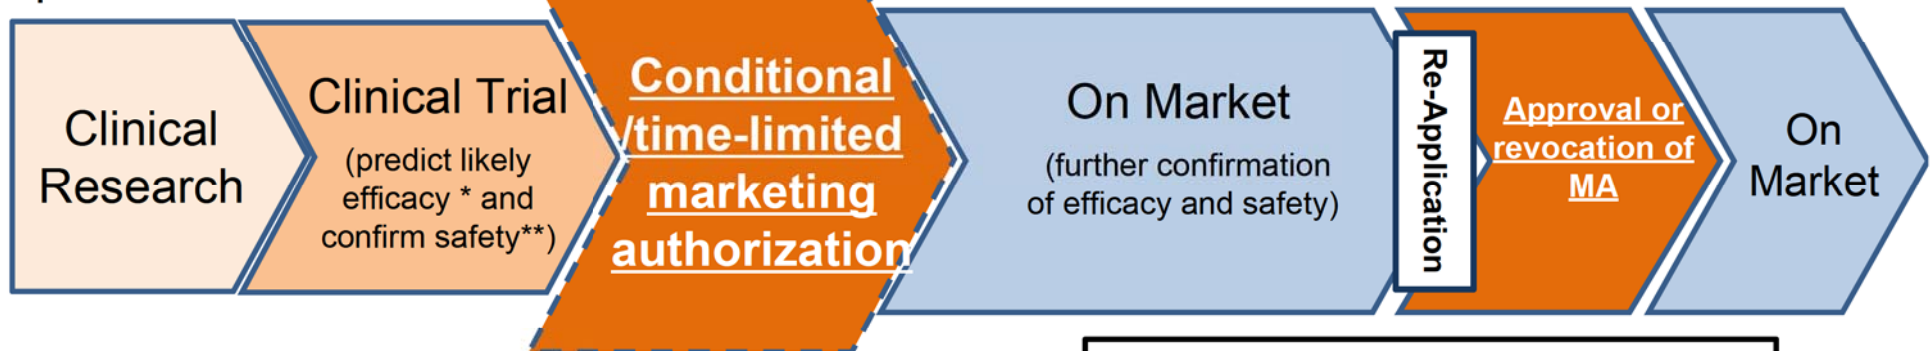 Clinical
Research
Clinical Trial
(predict likely
efficacy * and
confirm safety**)
Conditional
/time-limited
marketing
authorization
On Market
(further confirmation
of efficacy and safety)
Re-Application
Approval or
revocation of
MA
On
Market